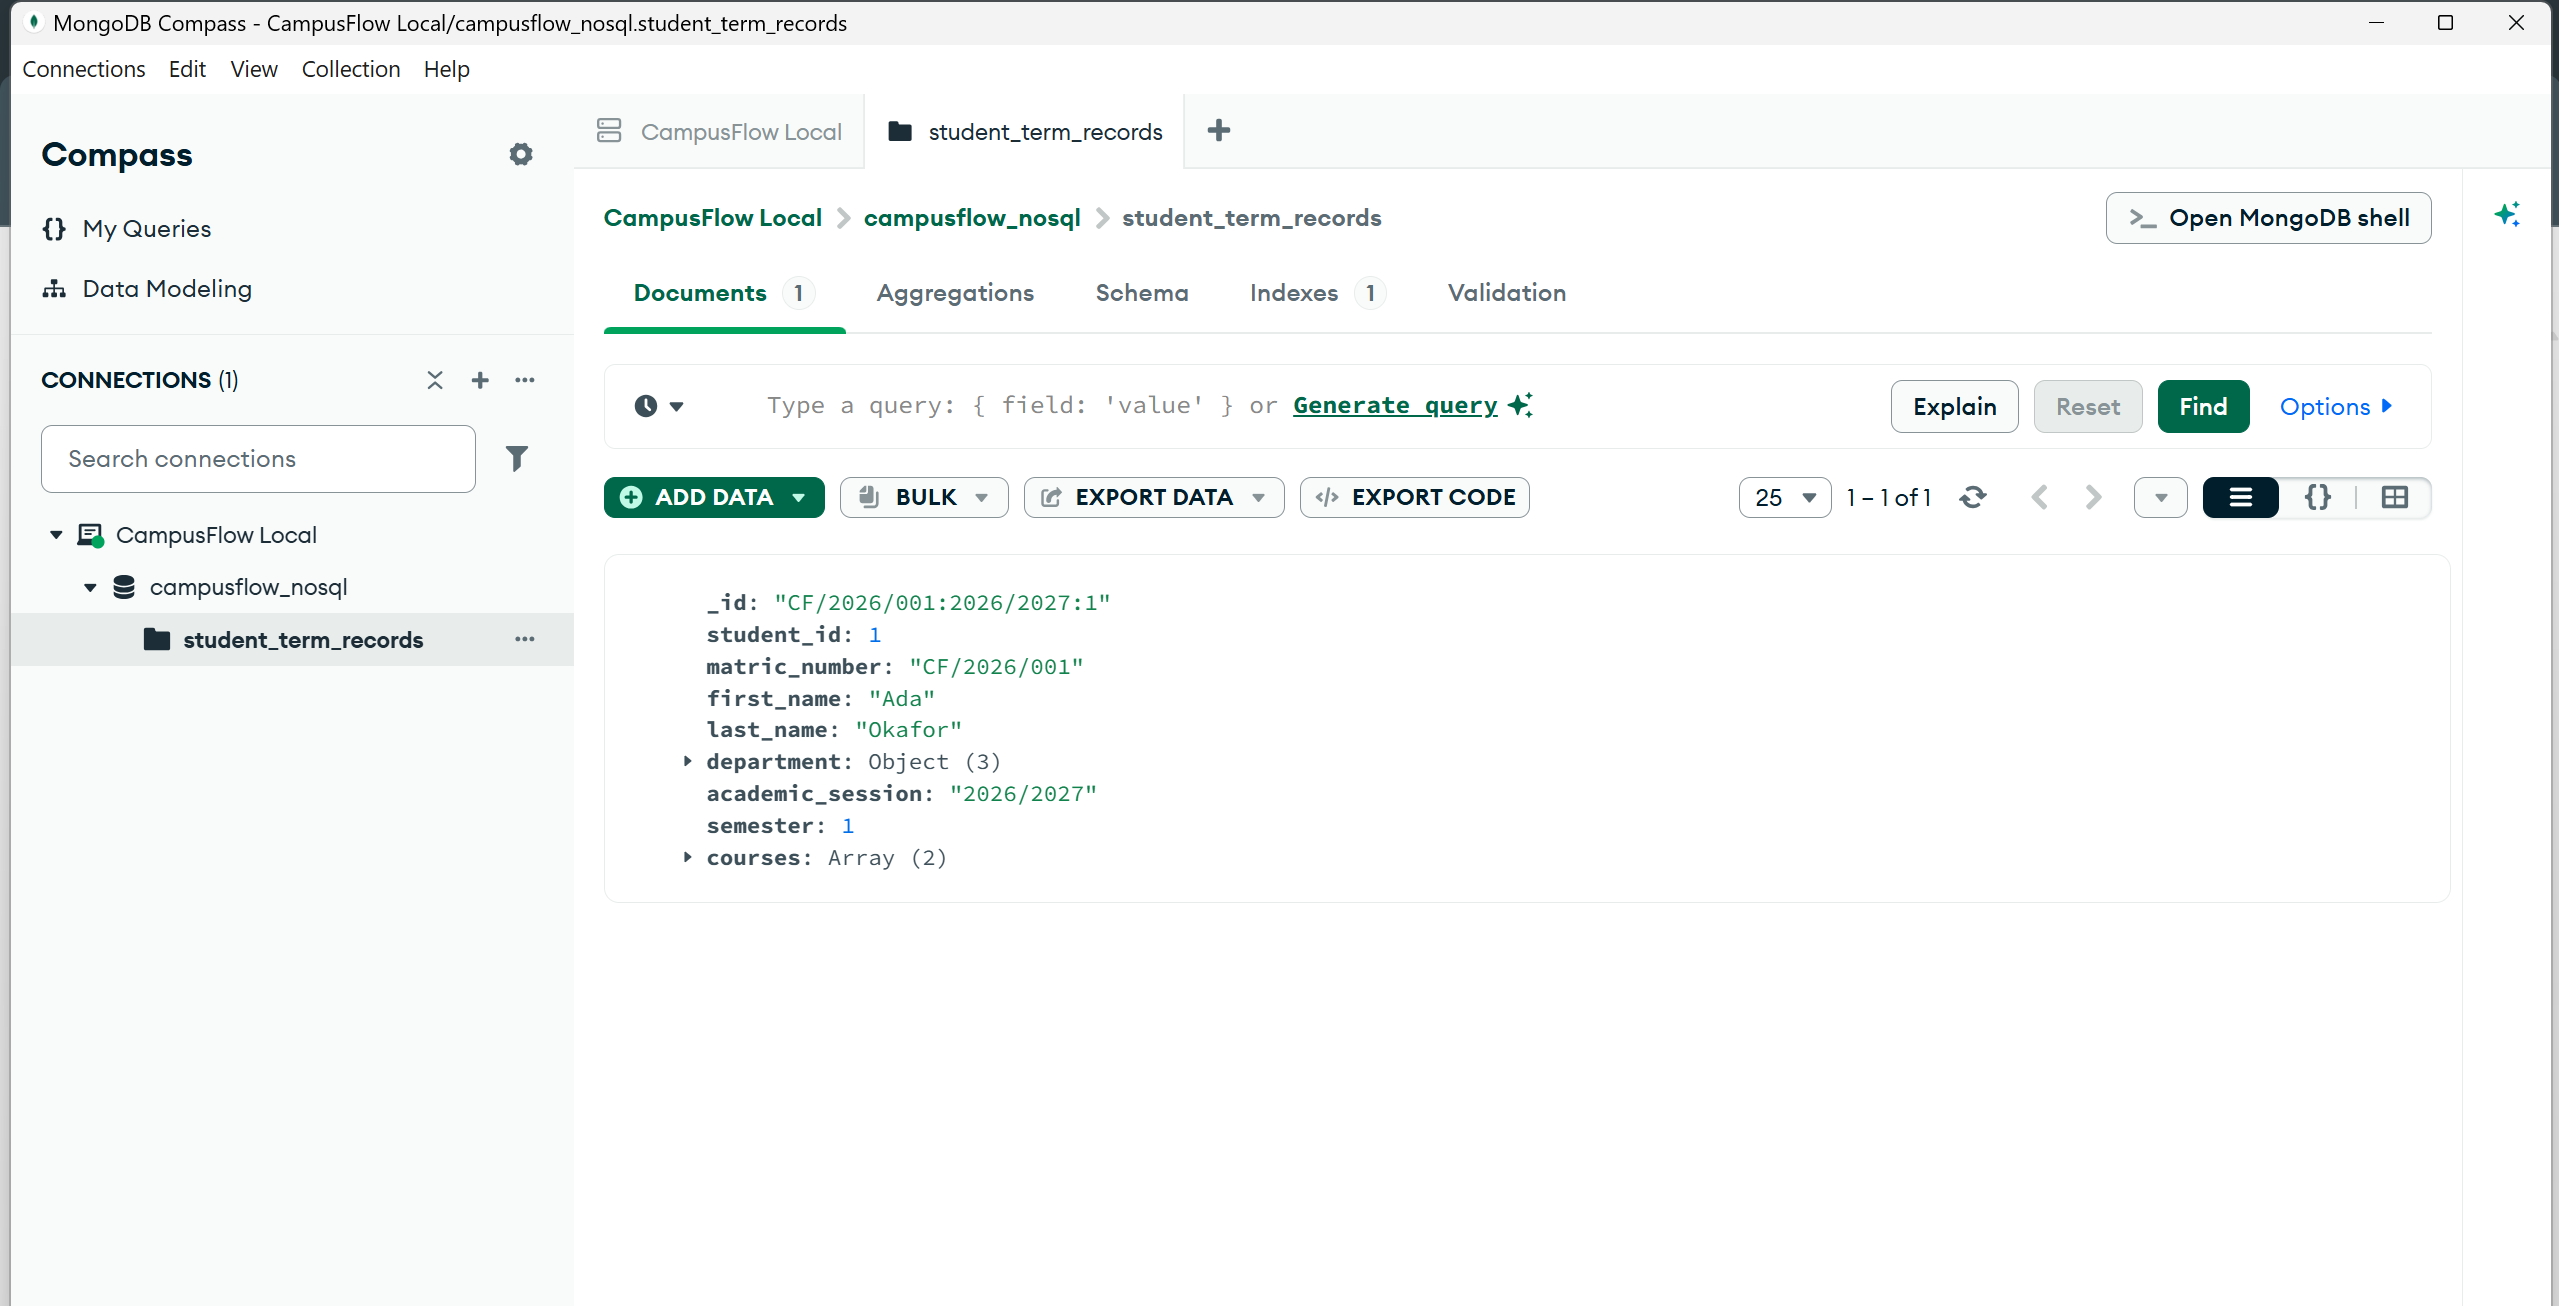 MongoDB Compass - CampusFlow Local/campusflow_nosql.student_term_records
Connections Edit View Collection Help
Compass
My Queries
Data Modeling
CONNECTIONS (1)
Search connections
CampusFlow Local
campusflow_nosql
student_term_records
CampusFlow Local student_term_records
CampusFlow Local > campusflow_nosql > student_term_records
>_ Open MongoDB shell
Documents 1 Aggregations Schema Indexes 1 Validation
Type a query: { field: 'value' } or Generate query
Explain Reset Find Options
ADD DATA BULK EXPORT DATA EXPORT CODE
25 1 – 1 of 1
_id: "CF/2026/001:2026/2027:1"
student_id: 1
matric_number: "CF/2026/001"
first_name: "Ada"
last_name: "Okafor"
department: Object (3)
academic_session: "2026/2027"
semester: 1
courses: Array (2)